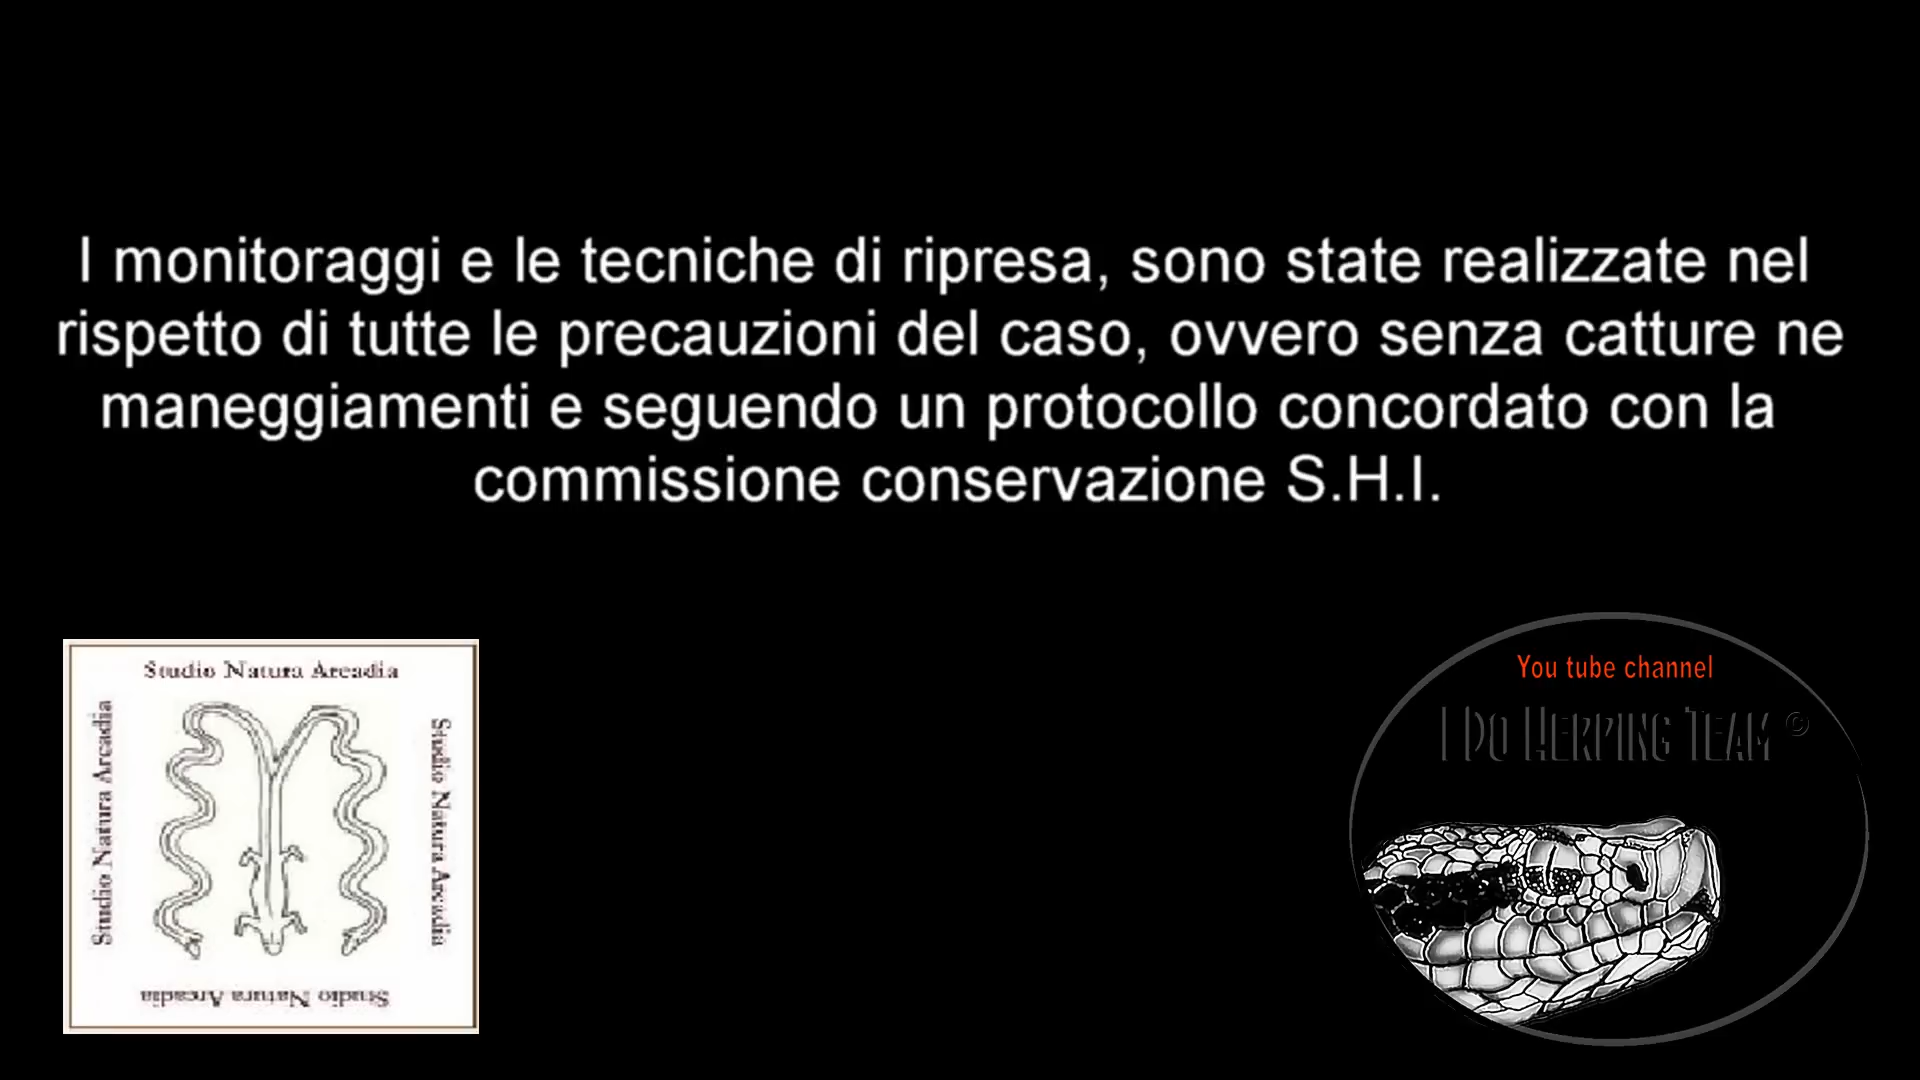 I monitoraggi e le tecniche di ripresa, sono state realizzate nel
rispetto di tutte le precauzioni del caso, ovvero senza catture ne
maneggiamenti e seguendo un protocollo concordato con la
commissione conservazione S.H.I.
Studio Natura Arcadia
Studio Natura Arcadia
Studio Natura Arcadia
Studio Natura Arcadia
You tube channel
I Do Herping Team ©